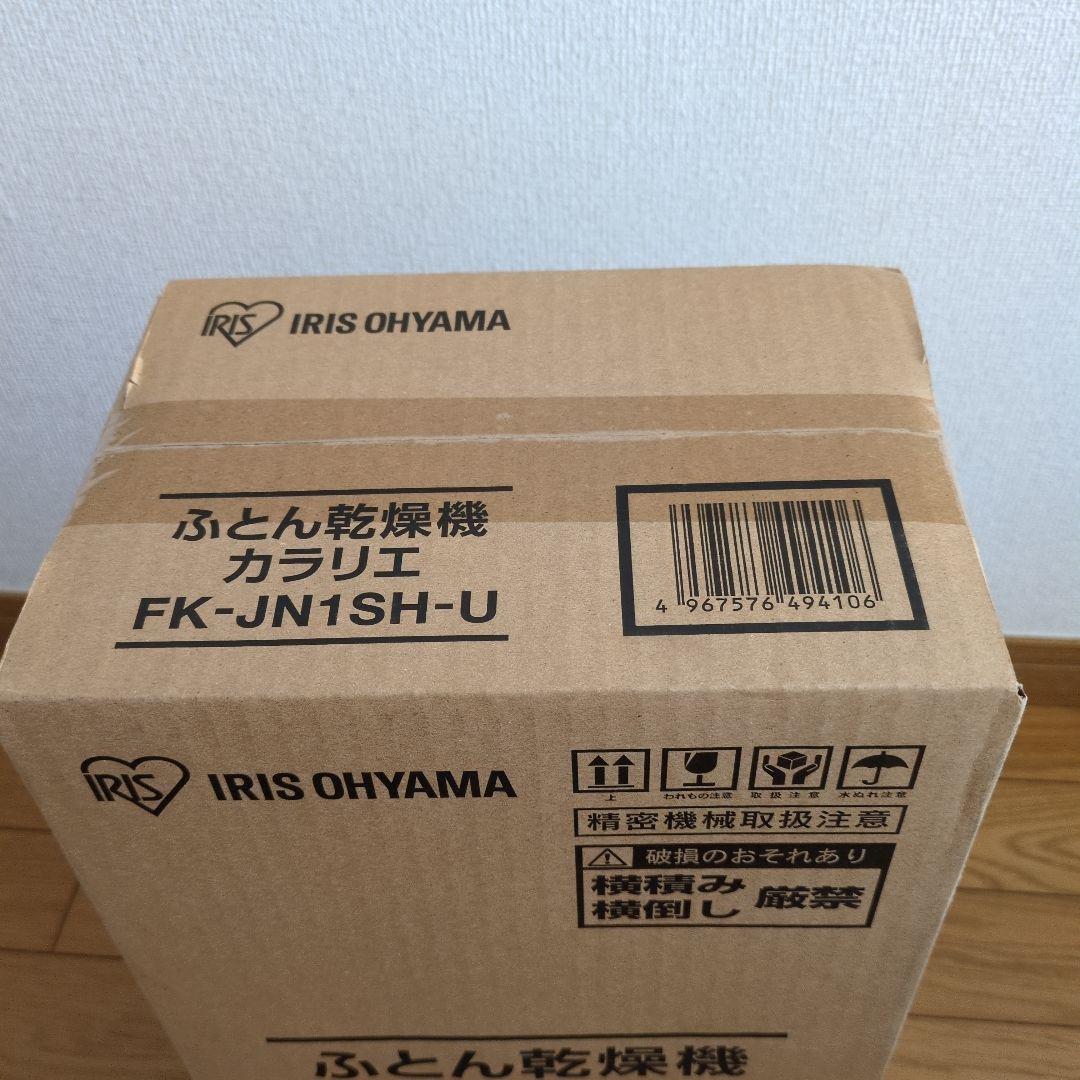 IRIS IRIS OHYAMA
ふとん乾燥機
カラリエ
FK-JN1SH-U
4 967576 494106
IRIS IRIS OHYAMA
上 われもの注意 取扱注意 水ぬれ注意
精密機械取扱注意
破損のおそれあり
横積み
横倒し 厳禁
ふとん乾燥機